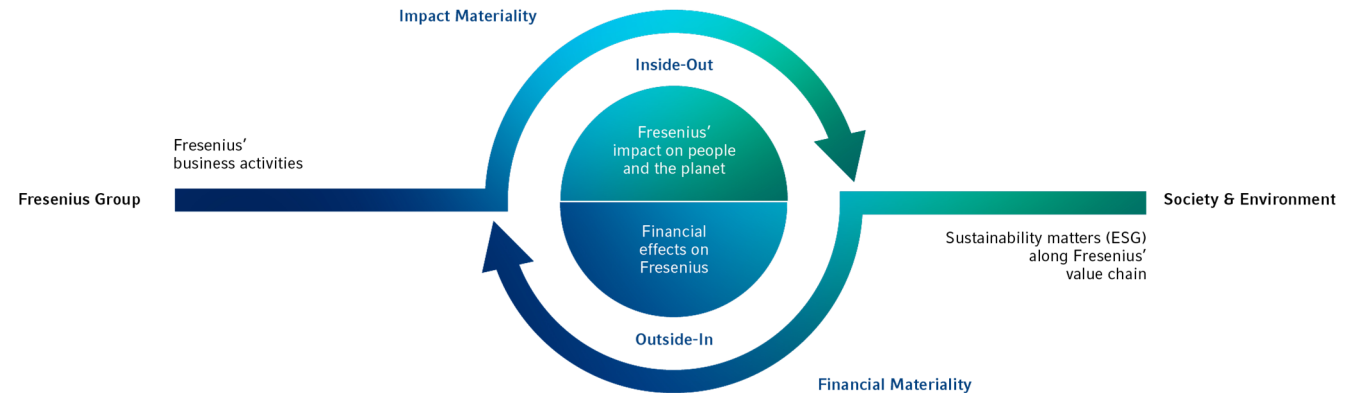 Impact Materiality
Inside-Out
Fresenius'
impact on people
and the planet
Fresenius'
business activities
Fresenius Group
Society & Environment
Financial
effects on
Fresenius
Sustainability matters (ESG)
along Fresenius'
value chain
Outside-In
Financial Materiality